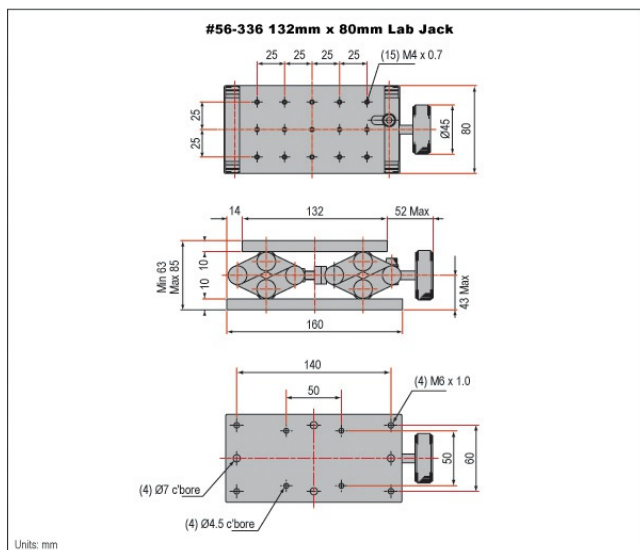 #56-336 132mm x 80mm Lab Jack
25 25 25 25 (15) M4 x 0.7
25
25
Ø45
80
14 132 52 Max
Min 63
Max 85
10
10
43 Max
160
140
(4) M6 x 1.0
50
50
60
(4) Ø7 c'bore
(4) Ø4.5 c'bore
Units: mm